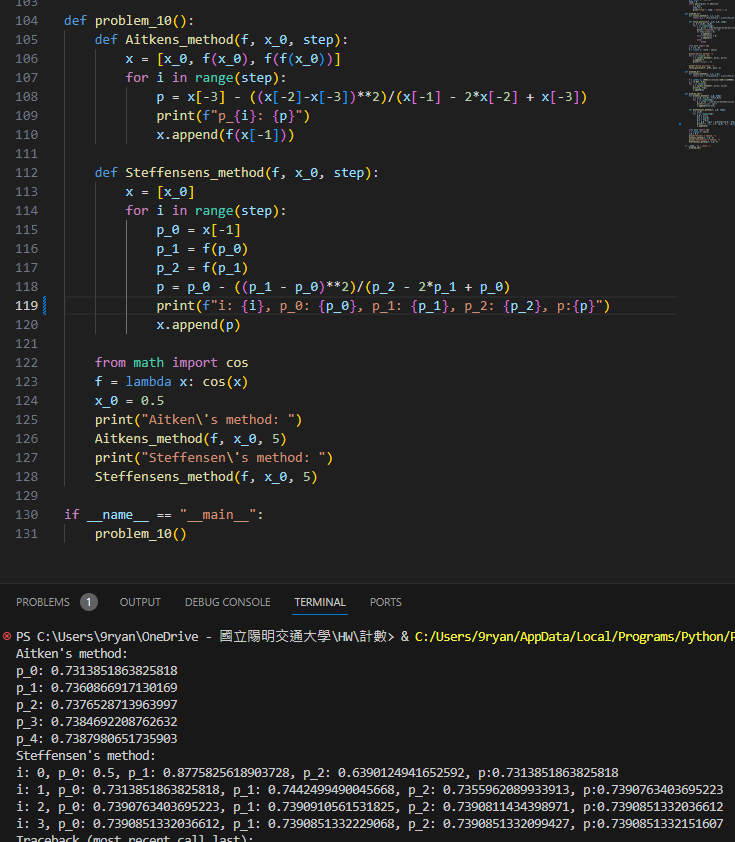 103
104 def problem_10():
105 def Aitkens_method(f, x_0, step):
106 x = [x_0, f(x_0), f(f(x_0))]
107 for i in range(step):
108 p = x[-3] - ((x[-2]-x[-3])**2)/(x[-1] - 2*x[-2] + x[-3])
109 print(f"p_{i}: {p}")
110 x.append(f(x[-1]))
111
112 def Steffensens_method(f, x_0, step):
113 x = [x_0]
114 for i in range(step):
115 p_0 = x[-1]
116 p_1 = f(p_0)
117 p_2 = f(p_1)
118 p = p_0 - ((p_1 - p_0)**2)/(p_2 - 2*p_1 + p_0)
119 print(f"i: {i}, p_0: {p_0}, p_1: {p_1}, p_2: {p_2}, p:{p}")
120 x.append(p)
121
122 from math import cos
123 f = lambda x: cos(x)
124 x_0 = 0.5
125 print("Aitken\'s method: ")
126 Aitkens_method(f, x_0, 5)
127 print("Steffensen\'s method: ")
128 Steffensens_method(f, x_0, 5)
129
130 if __name__ == "__main__":
131 problem_10()
PROBLEMS 1 OUTPUT DEBUG CONSOLE TERMINAL PORTS
PS C:\Users\9ryan\OneDrive - 國立陽明交通大學\HW\計數> & C:/Users/9ryan/AppData/Local/Programs/Python/
Aitken's method:
p_0: 0.7313851863825818
p_1: 0.7360866917130169
p_2: 0.7376528713963997
p_3: 0.7384692208762632
p_4: 0.7387980651735903
Steffensen's method:
i: 0, p_0: 0.5, p_1: 0.8775825618903728, p_2: 0.6390124941652592, p:0.7313851863825818
i: 1, p_0: 0.7313851863825818, p_1: 0.7442499490045668, p_2: 0.7355962089933913, p:0.7390763403695223
i: 2, p_0: 0.7390763403695223, p_1: 0.7390910561531825, p_2: 0.7390811434398971, p:0.7390851332036612
i: 3, p_0: 0.7390851332036612, p_1: 0.7390851332229068, p_2: 0.7390851332099427, p:0.7390851332151607
Traceback (most recent call last):